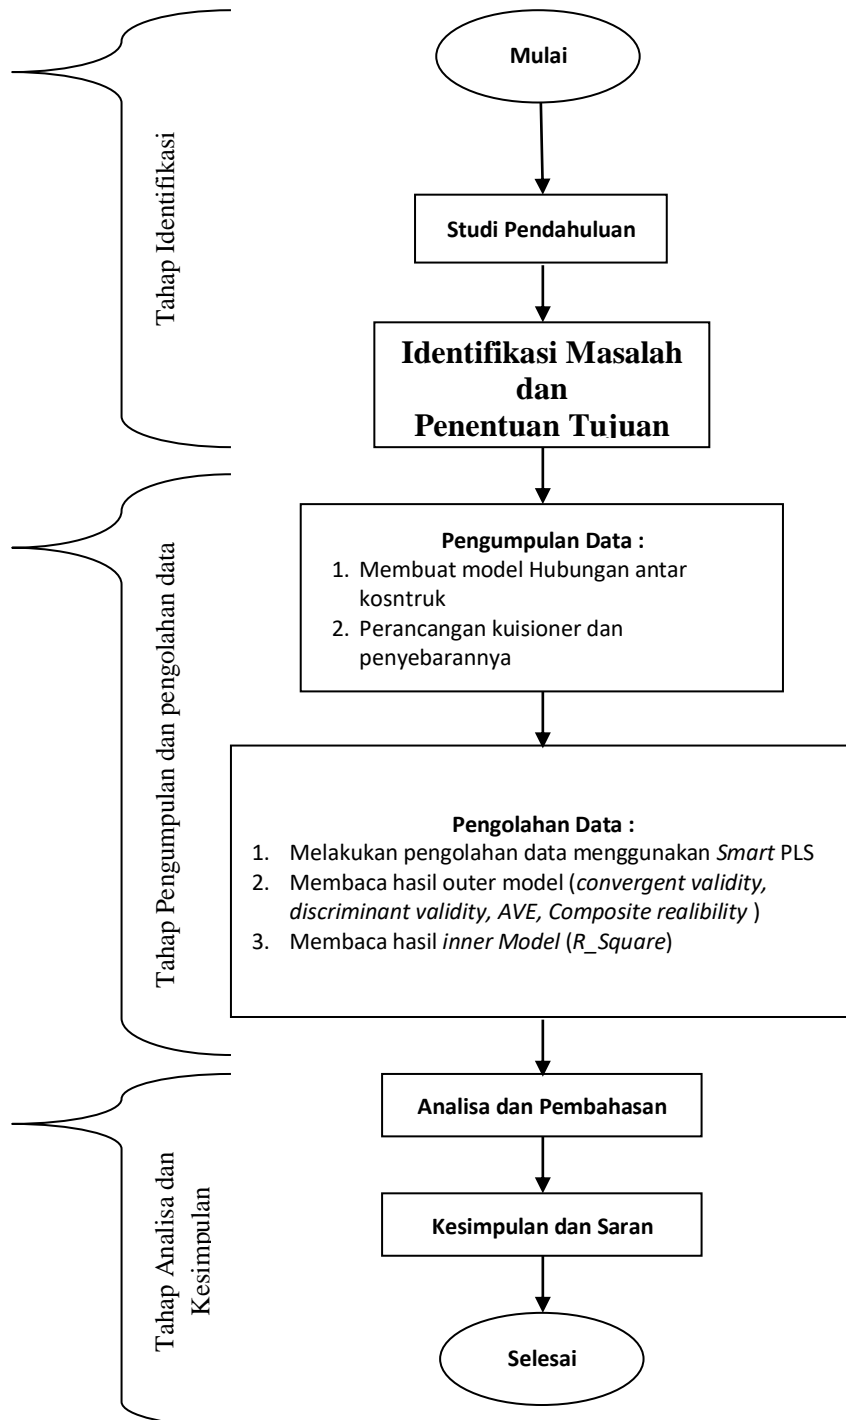 Mulai
Tahap Identifikasi
Studi Pendahuluan
Identifikasi Masalah
dan
Penentuan Tujuan
Tahap Pengumpulan dan pengolahan data
Pengumpulan Data :
1. Membuat model Hubungan antar
kosntruk
2. Perancangan kuisioner dan
penyebarannya
Pengolahan Data :
1. Melakukan pengolahan data menggunakan Smart PLS
2. Membaca hasil outer model (convergent validity,
discriminant validity, AVE, Composite realibility )
3. Membaca hasil inner Model (R_Square)
Tahap Analisa dan
Kesimpulan
Analisa dan Pembahasan
Kesimpulan dan Saran
Selesai